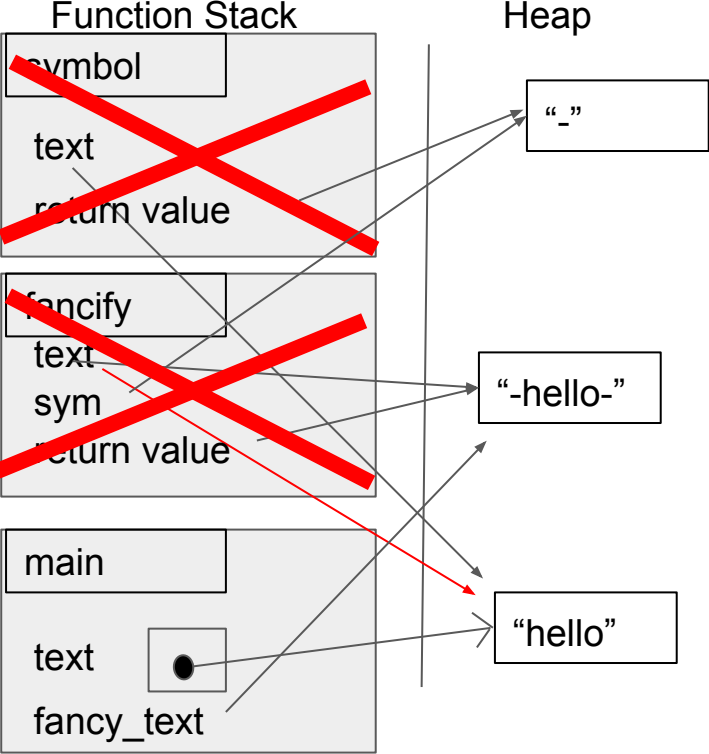 Function Stack
Heap
symbol
text
return value
“-”
fancify
text
sym
return value
“-hello-”
main
text
fancy_text
“hello”